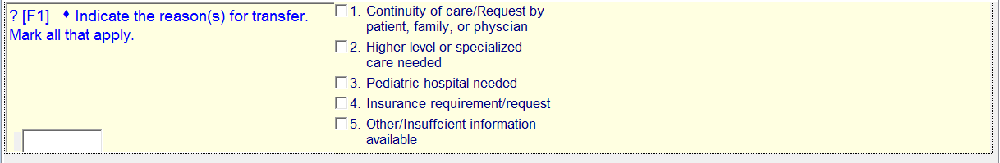 ? [F1] ♦ Indicate the reason(s) for transfer.
Mark all that apply.
1. Continuity of care/Request by
patient, family, or physcian
2. Higher level or specialized
care needed
3. Pediatric hospital needed
4. Insurance requirement/request
5. Other/Insuffcient information
available